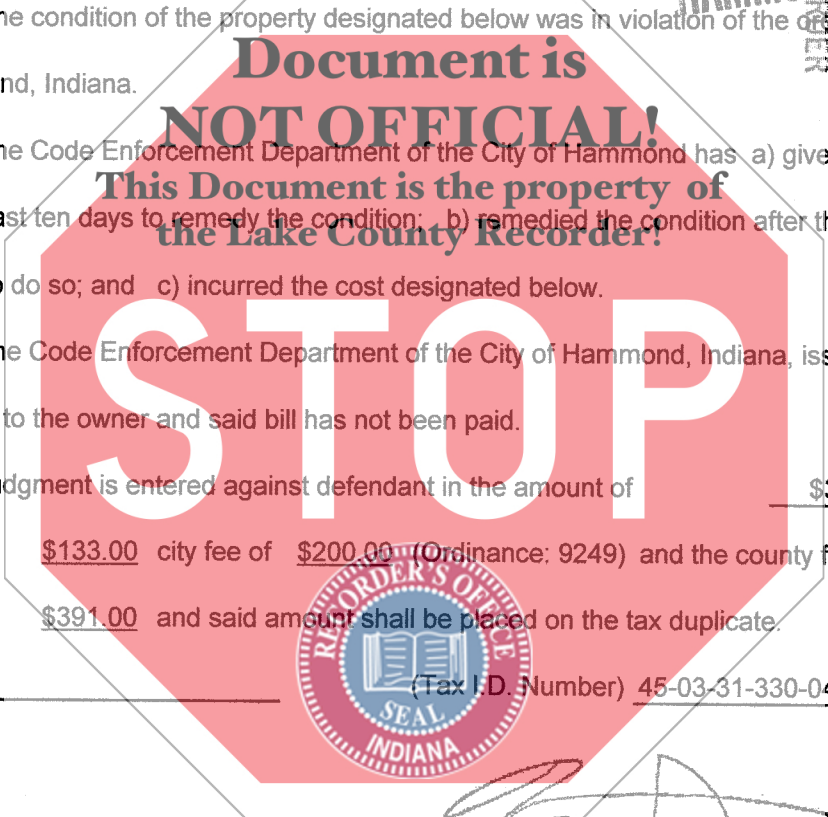 he condition of the property designated below was in violation of the or
nd, Indiana.
Document is
NOT OFFICIAL!
This Document is the property of
the Lake County Recorder!
he Code Enforcement Department of the City of Hammond has a) give
ast ten days to remedy the condition; b) remedied the condition after th
do so; and c) incurred the cost designated below.
he Code Enforcement Department of the City of Hammond, Indiana, iss
to the owner and said bill has not been paid.
STOP
dgment is entered against defendant in the amount of $
$133.00 city fee of $200.00 (Ordinance: 9249) and the county f
$391.00 and said amount shall be placed on the tax duplicate.
(Tax I.D. Number) 45-03-31-330-04
RECORDER'S OFFICE
SEAL
INDIANA